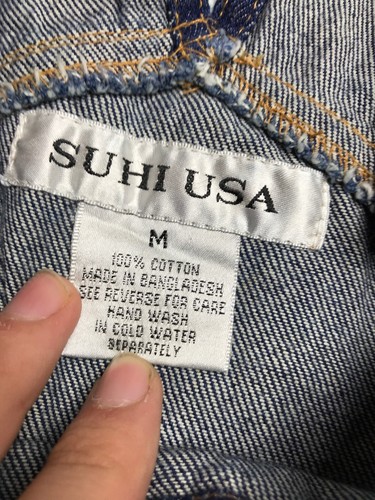 SUHI USA
M
100% COTTON
MADE IN BANGLADESH
SEE REVERSE FOR CARE
HAND WASH
IN COLD WATER
SEPARATELY